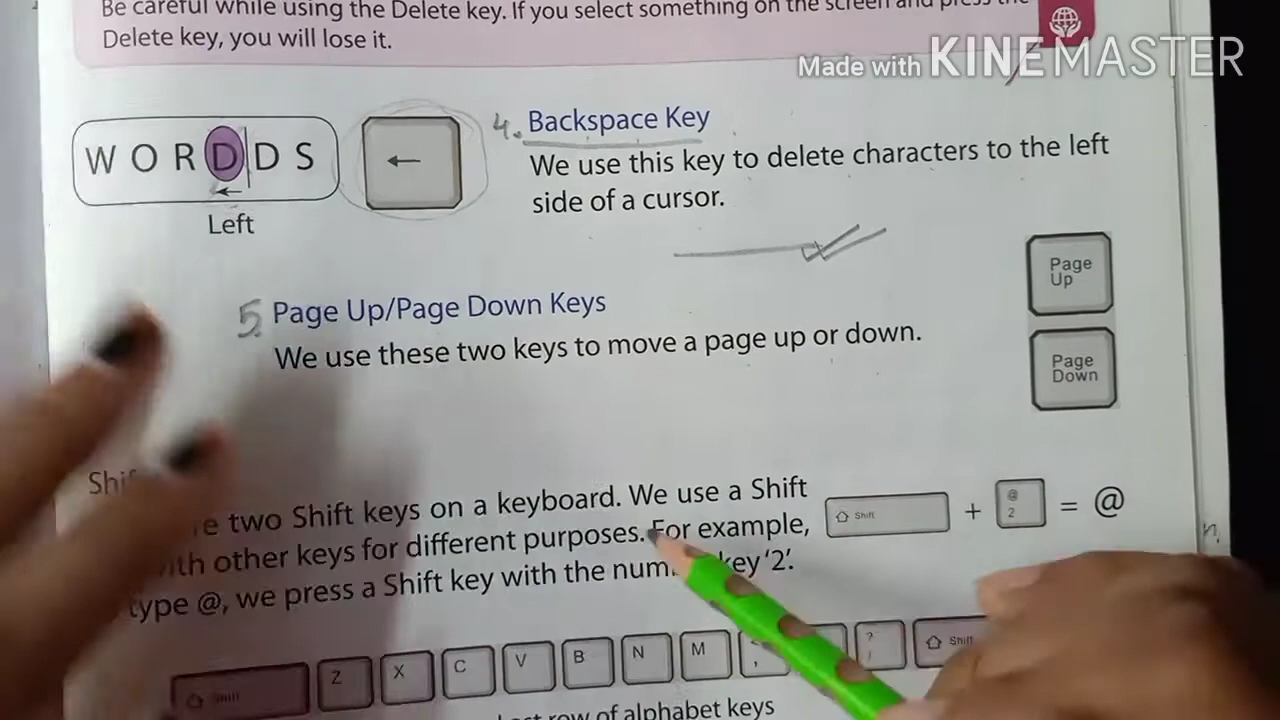 Be careful while using the Delete key. If you select something on the screen and press the
Delete key, you will lose it.
Made with KINEMASTER
W O R D D S
←
Left
4. Backspace Key
We use this key to delete characters to the left
side of a cursor.
5. Page Up/Page Down Keys
We use these two keys to move a page up or down.
Page
Up
Page
Down
two Shift keys on a keyboard. We use a Shift
other keys for different purposes. For example,
type @, we press a Shift key with the key ‘2’.
Shift + @ 2 = @
Shift Z X C V B N M , ? / Shift
row of alphabet keys